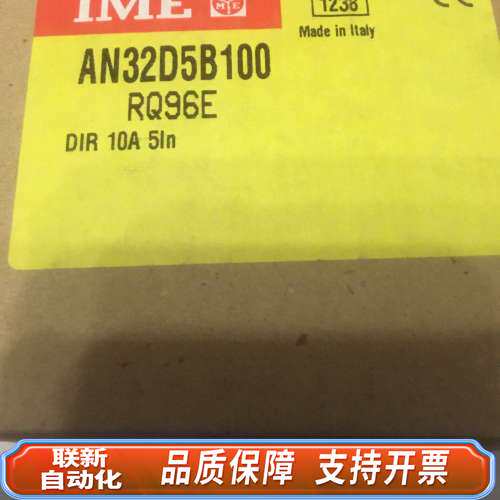 IME
IME
1238
Made in Italy
AN32D5B100
RQ96E
DIR 10A 5In
联新
自动化
品质保障 支持开票